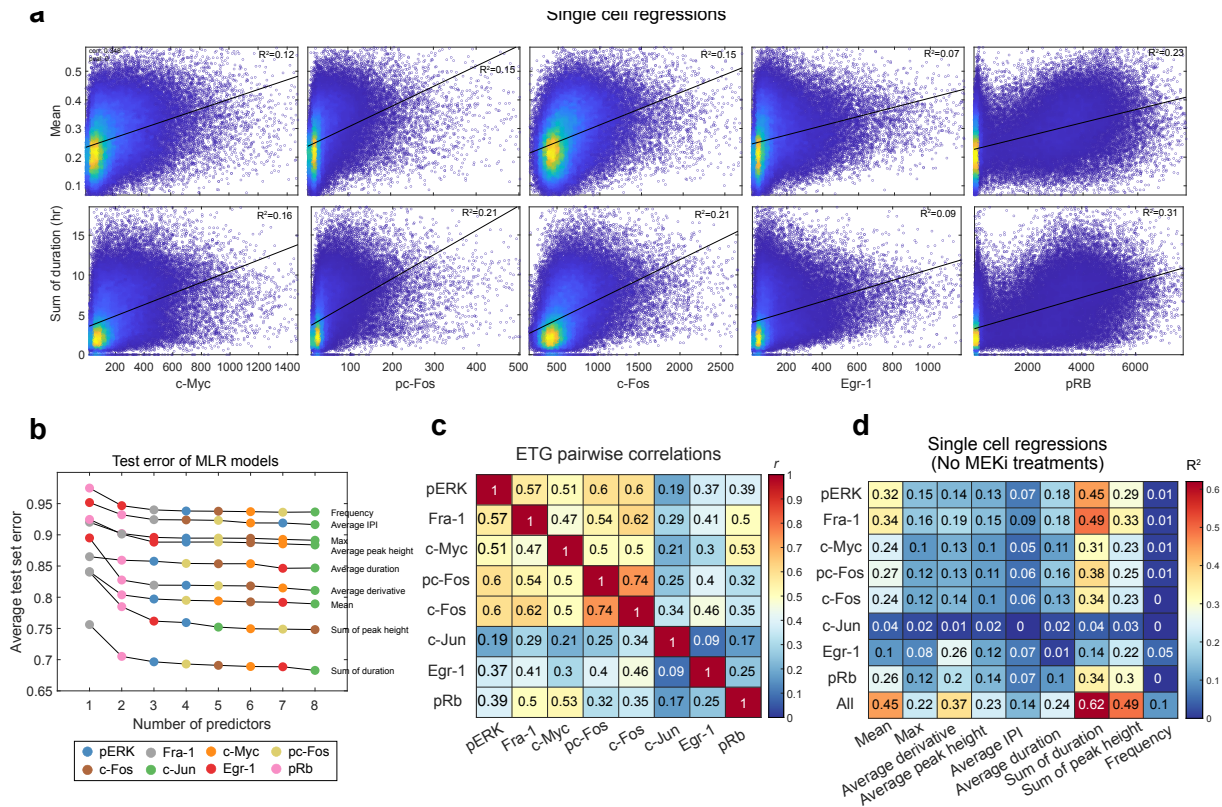 a
Single cell regressions
Mean
0.5
0.4
0.3
0.2
0.1
R²=0.12
R²=0.15
R²=0.15
R²=0.07
R²=0.23
Sum of duration (hr)
15
10
5
0
R²=0.16
R²=0.21
R²=0.21
R²=0.09
R²=0.31
200 400 600 800 1000 1200 1400
0 100 200 300 400 500
500 1000 1500 2000 2500
200 400 600 800 1000
0 2000 4000 6000
c-Myc pc-Fos c-Fos Egr-1 pRB
b
Test error of MLR models
Average test set error
0.95
0.9
0.85
0.8
0.75
0.7
0.65
Frequency
Average IPI
Max
Average peak height
Average duration
Average derivative
Mean
Sum of peak height
Sum of duration
1 2 3 4 5 6 7 8
Number of predictors
pERK Fra-1 c-Myc pc-Fos
c-Fos c-Jun Egr-1 pRb
c
ETG pairwise correlations
r
pERK 1 0.57 0.51 0.6 0.6 0.19 0.37 0.39
Fra-1 0.57 1 0.47 0.54 0.62 0.29 0.41 0.5
c-Myc 0.51 0.47 1 0.5 0.5 0.21 0.3 0.53
pc-Fos 0.6 0.54 0.5 1 0.74 0.25 0.4 0.32
c-Fos 0.6 0.62 0.5 0.74 1 0.34 0.46 0.35
c-Jun 0.19 0.29 0.21 0.25 0.34 1 0.09 0.17
Egr-1 0.37 0.41 0.3 0.4 0.46 0.09 1 0.25
pRb 0.39 0.5 0.53 0.32 0.35 0.17 0.25 1
pERK Fra-1 c-Myc pc-Fos c-Fos c-Jun Egr-1 pRb
1
0.9
0.8
0.7
0.6
0.5
0.4
0.3
0.2
0.1
0
d
Single cell regressions
(No MEKi treatments)
R²
pERK 0.32 0.15 0.14 0.13 0.07 0.18 0.45 0.29 0.01
Fra-1 0.34 0.16 0.19 0.15 0.09 0.18 0.49 0.33 0.01
c-Myc 0.24 0.1 0.13 0.1 0.05 0.11 0.31 0.23 0.01
pc-Fos 0.27 0.12 0.13 0.11 0.06 0.16 0.38 0.25 0.01
c-Fos 0.24 0.12 0.14 0.1 0.06 0.13 0.34 0.23 0
c-Jun 0.04 0.02 0.01 0.02 0 0.02 0.04 0.03 0
Egr-1 0.1 0.08 0.26 0.12 0.07 0.01 0.14 0.22 0.05
pRb 0.26 0.12 0.2 0.14 0.07 0.1 0.34 0.3 0
All 0.45 0.22 0.37 0.23 0.14 0.24 0.62 0.49 0.1
Mean
Max
Average derivative
Average peak height
Average IPI
Average duration
Sum of duration
Sum of peak height
Frequency
0.6
0.5
0.4
0.3
0.2
0.1
0